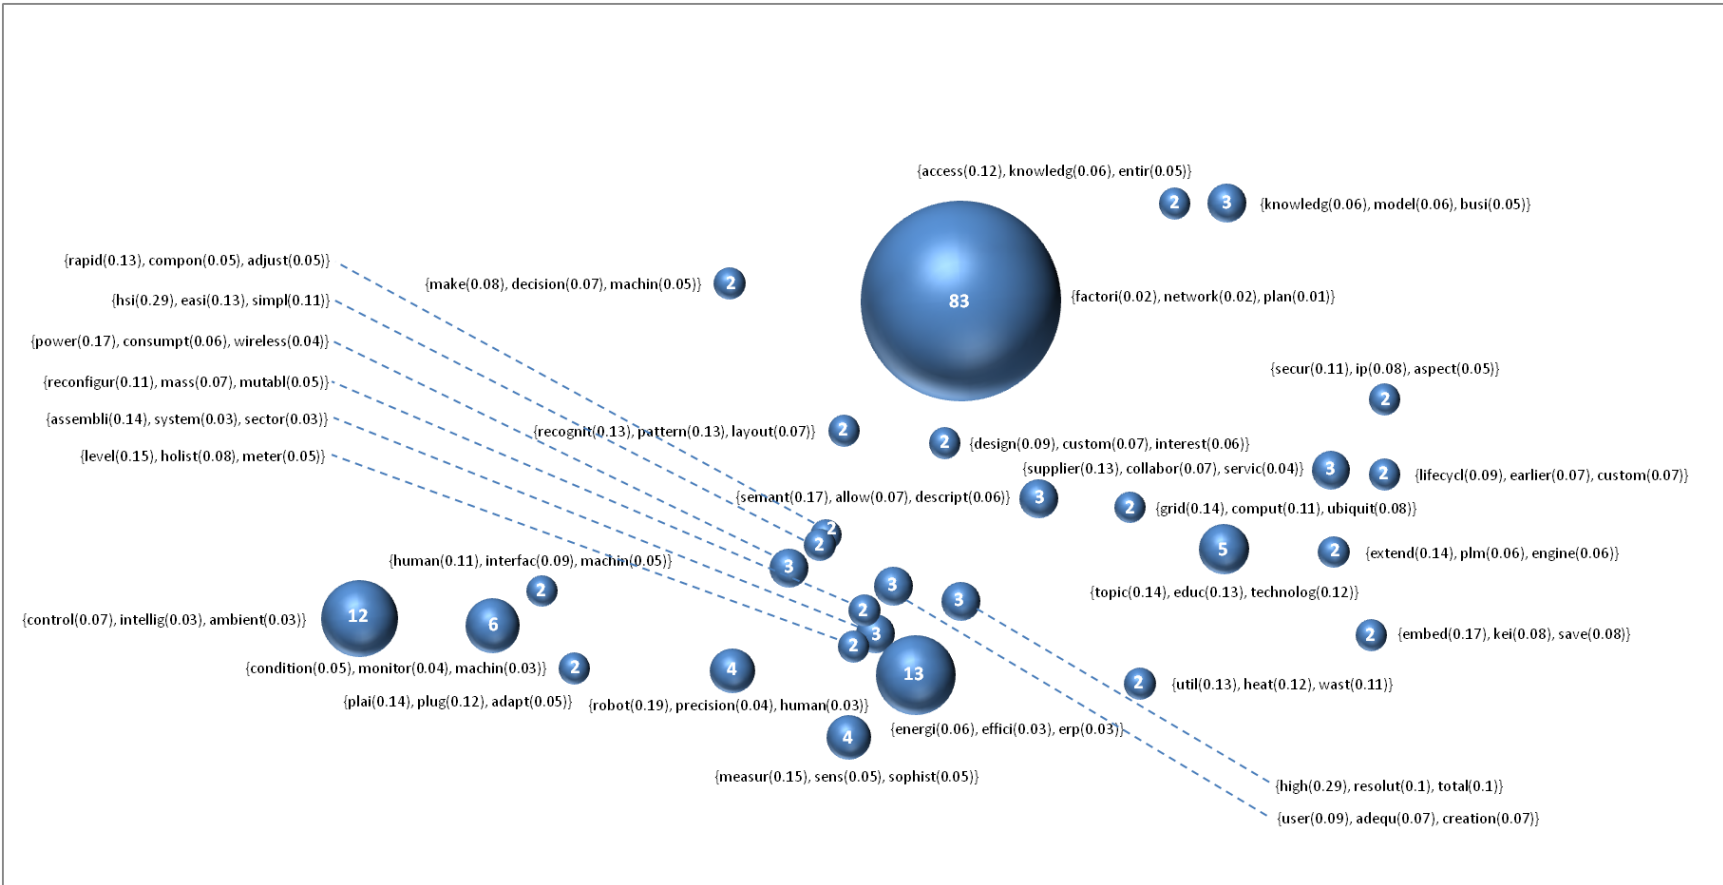 {access(0.12), knowledg(0.06), entir(0.05)}
2
3
{knowledg(0.06), model(0.06), busi(0.05)}
{rapid(0.13), compon(0.05), adjust(0.05)}
{make(0.08), decision(0.07), machin(0.05)}
2
83
{factori(0.02), network(0.02), plan(0.01)}
{hsi(0.29), easi(0.13), simpl(0.11)}
{power(0.17), consumpt(0.06), wireless(0.04)}
{reconfigur(0.11), mass(0.07), mutabl(0.05)}
{assembli(0.14), system(0.03), sector(0.03)}
{level(0.15), holist(0.08), meter(0.05)}
{secur(0.11), ip(0.08), aspect(0.05)}
2
{recognit(0.13), pattern(0.13), layout(0.07)}
2
2
{design(0.09), custom(0.07), interest(0.06)}
{supplier(0.13), collabor(0.07), servic(0.04)}
3
2
{lifecycl(0.09), earlier(0.07), custom(0.07)}
{semant(0.17), allow(0.07), descript(0.06)}
3
2
{grid(0.14), comput(0.11), ubiquit(0.08)}
2
2
3
5
2
{extend(0.14), plm(0.06), engine(0.06)}
{topic(0.14), educ(0.13), technolog(0.12)}
{human(0.11), interfac(0.09), machin(0.05)}
2
3
3
2
3
2
{control(0.07), intellig(0.03), ambient(0.03)}
12
6
{embed(0.17), kei(0.08), save(0.08)}
2
{condition(0.05), monitor(0.04), machin(0.03)}
2
4
13
2
{util(0.13), heat(0.12), wast(0.11)}
{plai(0.14), plug(0.12), adapt(0.05)}
{robot(0.19), precision(0.04), human(0.03)}
{energi(0.06), effici(0.03), erp(0.03)}
4
{measur(0.15), sens(0.05), sophist(0.05)}
{high(0.29), resolut(0.1), total(0.1)}
{user(0.09), adequ(0.07), creation(0.07)}